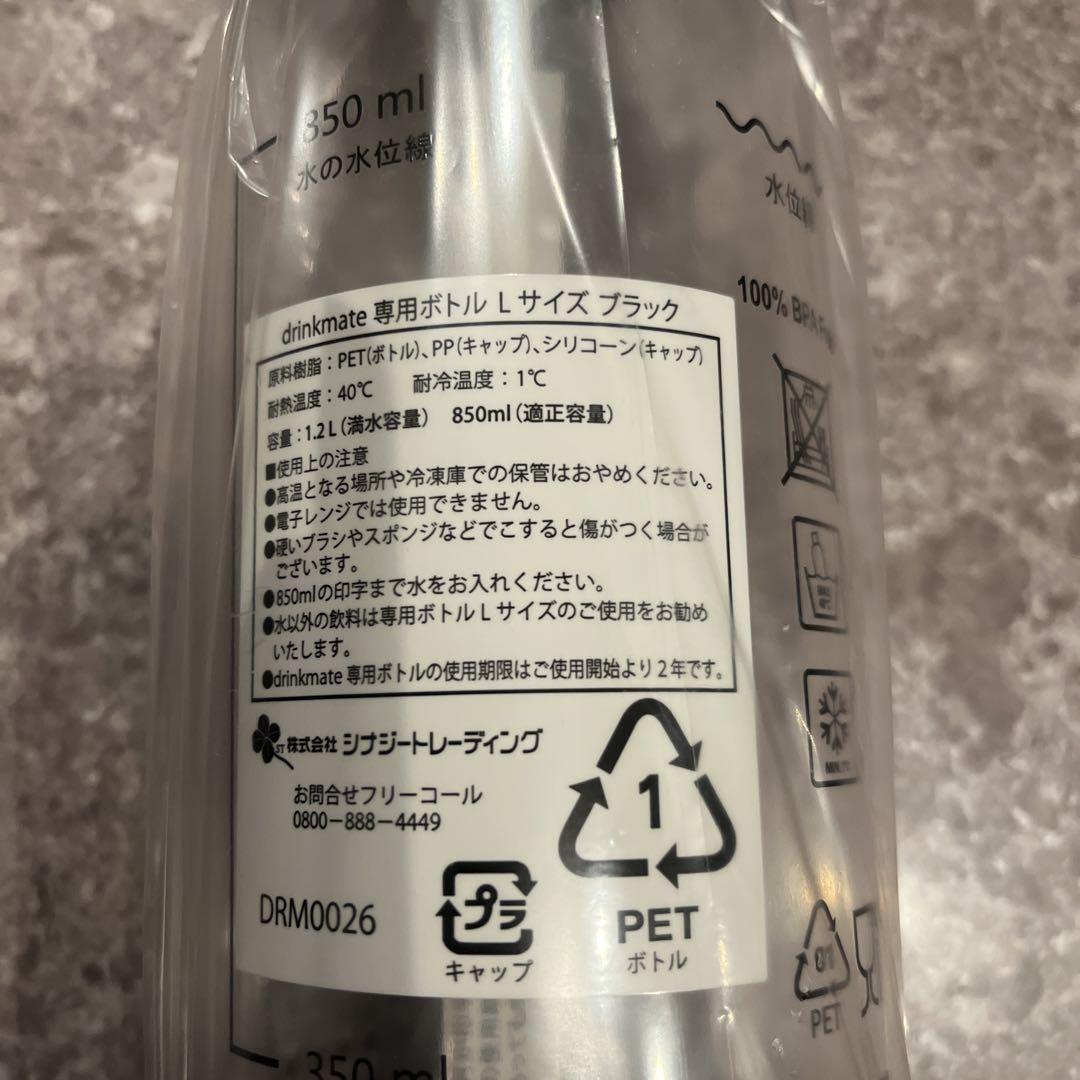 850 ml
水の水位線
水位線
100% BPA Free
drinkmate 専用ボトル L サイズ ブラック
原料樹脂：PET(ボトル)、PP(キャップ)、シリコーン(キャップ)
耐熱温度：40℃ 耐冷温度：1℃
容量：1.2 L（満水容量） 850ml（適正容量）
■使用上の注意
●高温となる場所や冷凍庫での保管はおやめください。
●電子レンジでは使用できません。
●硬いブラシやスポンジなどでこすると傷がつく場合が
ございます。
●850mlの印字まで水をお入れください。
●水以外の飲料は専用ボトル L サイズのご使用をお勧め
いたします。
●drinkmate 専用ボトルの使用期限はご使用開始より 2 年です。
ST 株式会社 シナジートレーディング
お問合せフリーコール
0800－888－4449
1
DRM0026
プラ
キャップ
PET
ボトル
01
PET
350 ml